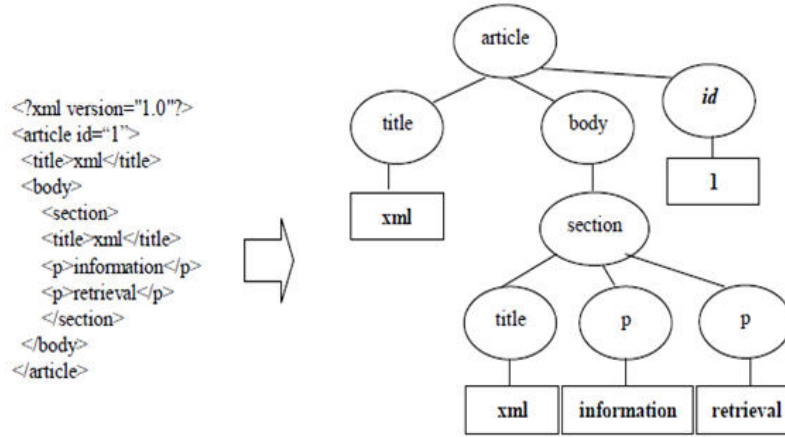 <?xml version="1.0"?>
<article id=“1”>
<title>xml</title>
<body>
<section>
<title>xml</title>
<p>information</p>
<p>retrieval</p>
</section>
</body>
</article>
article
title
body
id
xml
1
section
title
p
p
xml
information
retrieval